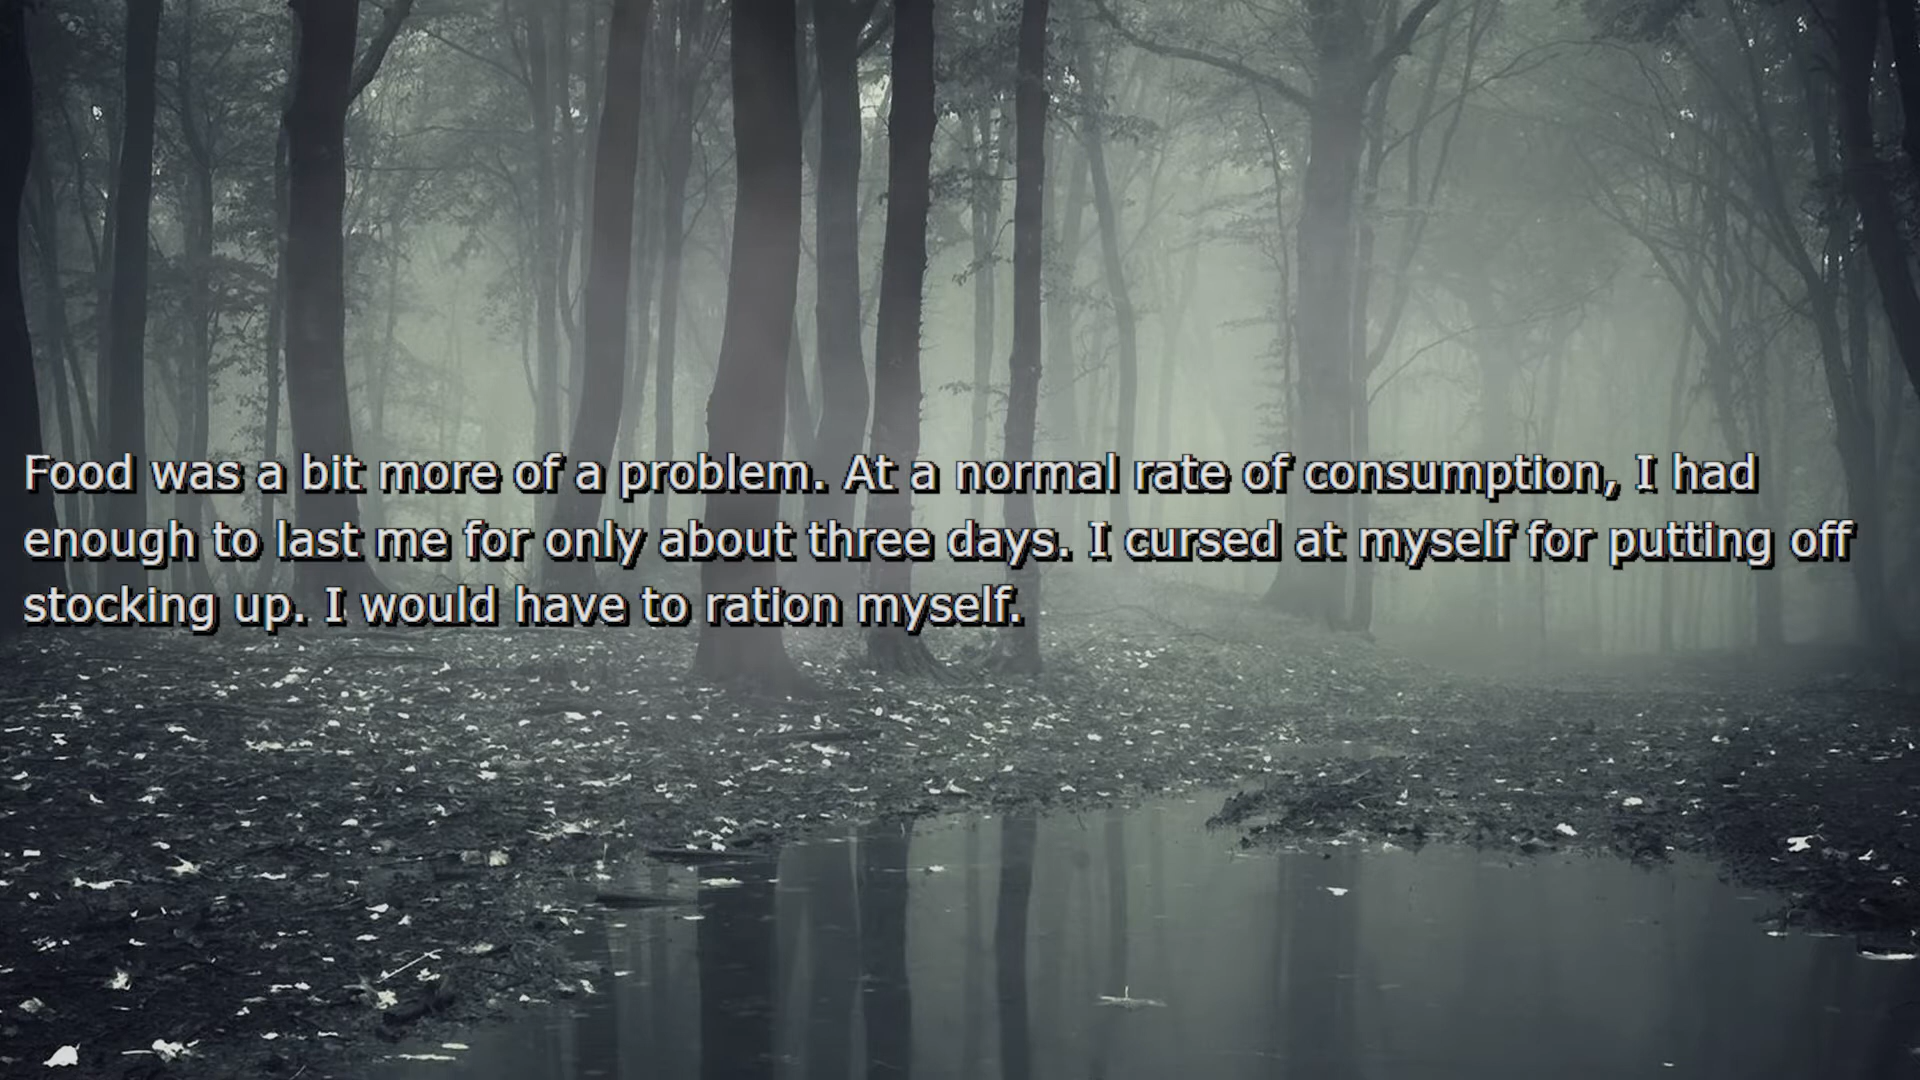 Food was a bit more of a problem. At a normal rate of consumption, I had
enough to last me for only about three days. I cursed at myself for putting off
stocking up. I would have to ration myself.